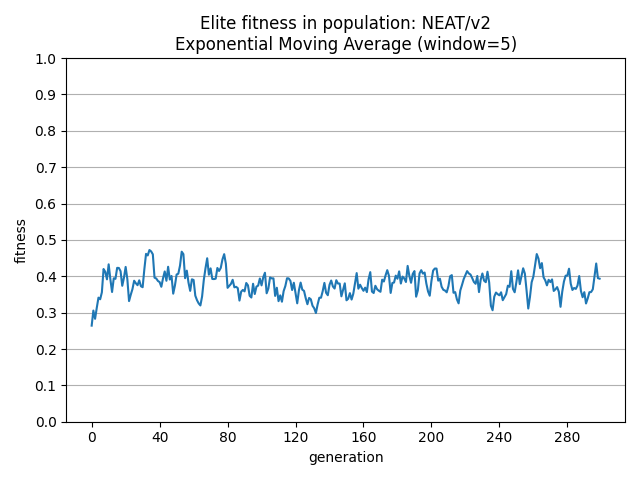 Elite fitness in population: NEAT/v2
Exponential Moving Average (window=5)
1.0
0.9
0.8
0.7
0.6
0.5
0.4
0.3
0.2
0.1
0.0
fitness
0 40 80 120 160 200 240 280
generation